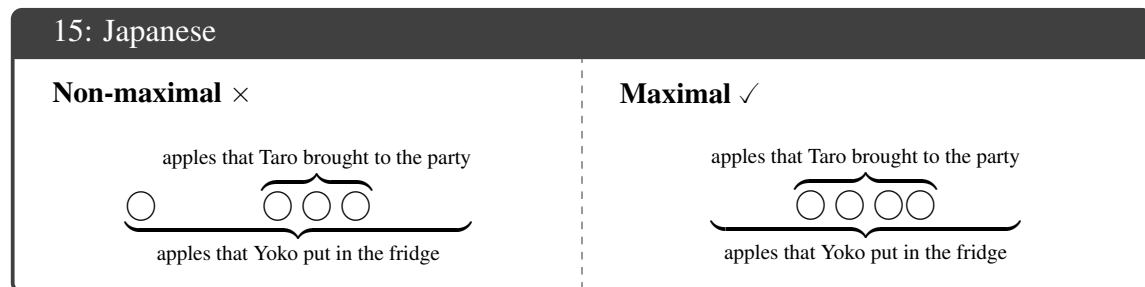 15: Japanese
Non-maximal ×
apples that Taro brought to the party
apples that Yoko put in the fridge
Maximal ✓
apples that Taro brought to the party
apples that Yoko put in the fridge